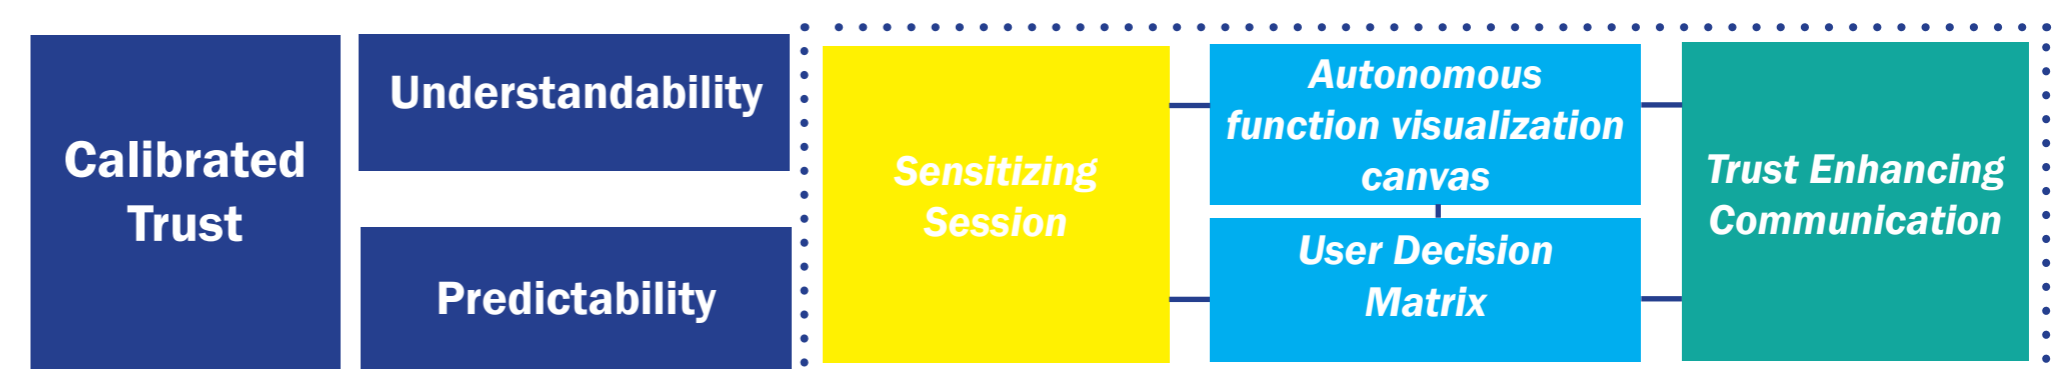 Calibrated
Trust
Understandability
Predictability
Sensitizing
Session
Autonomous
function visualization
canvas
User Decision
Matrix
Trust Enhancing
Communication